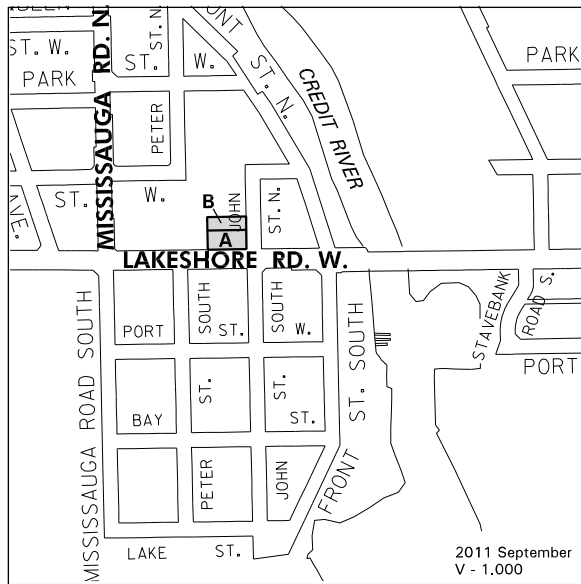 ST. W.
PARK ST. W.
ST. N.
MISSISSAUGA RD. N.
ST. N.
CREDIT RIVER
PARK
PETER
AVE.
ST. W.
B
JOHN ST. N.
A
LAKESHORE RD. W.
MISSISSAUGA ROAD SOUTH
PORT ST. W.
SOUTH
SOUTH
STAVEBANK ROAD S.
PORT
ST.
ST.
BAY ST.
PETER
JOHN
FRONT ST. SOUTH
LAKE ST.
2011 September
V - 1.000